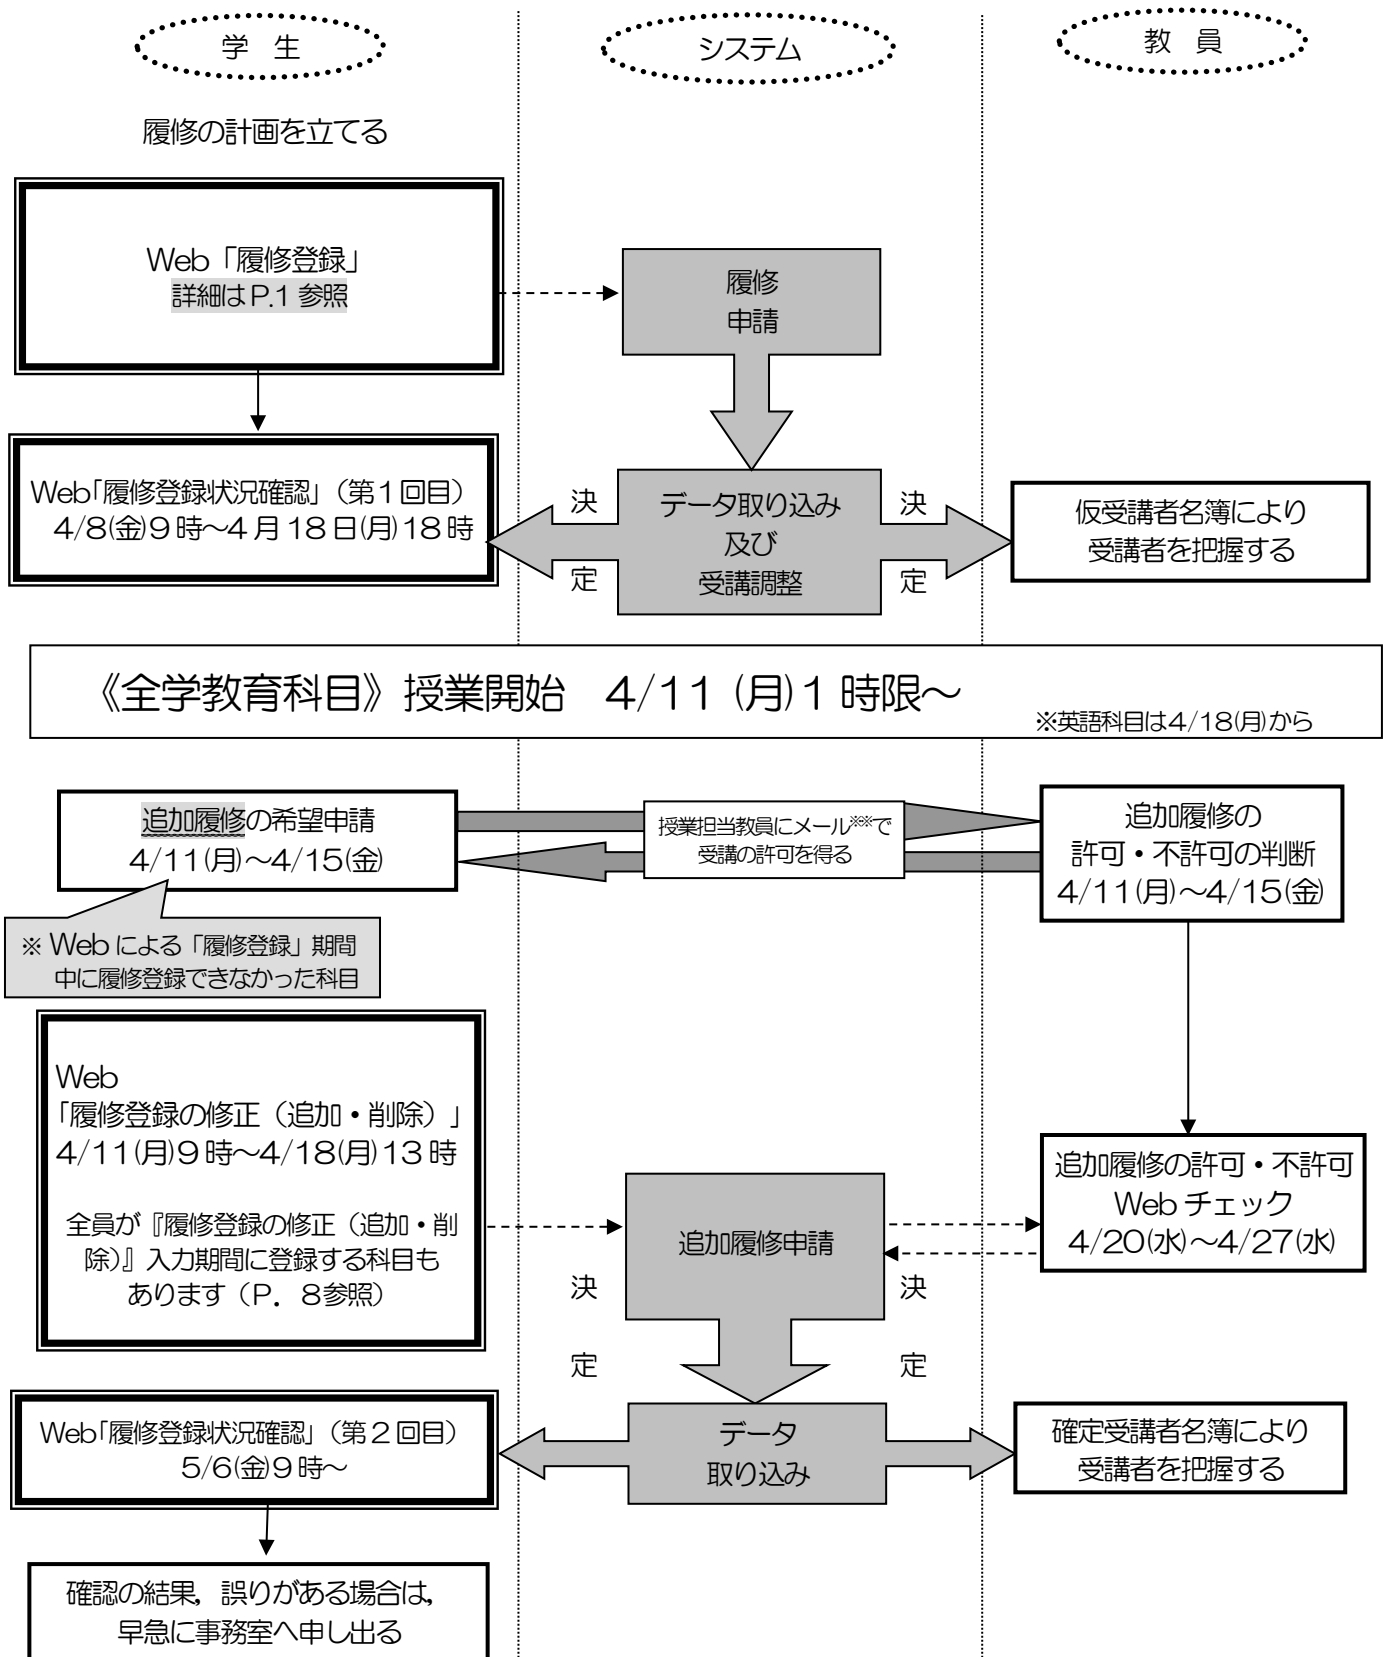 学 生
システム
教 員
履修の計画を立てる
Web「履修登録」
詳細はP.1 参照
履修
申請
Web「履修登録状況確認」（第１回目）
4/8(金)9時～4月18日(月)18時
決
定
データ取り込み
及び
受講調整
決
定
仮受講者名簿により
受講者を把握する
《全学教育科目》授業開始　4/11 (月)1 時限～
※英語科目は4/18(月)から
追加履修の希望申請
4/11(月)～4/15(金)
授業担当教員にメール※※で
受講の許可を得る
追加履修の
許可・不許可の判断
4/11(月)～4/15(金)
※ Web による「履修登録」期間
中に履修登録できなかった科目
Web
「履修登録の修正（追加・削除）」
4/11(月)9時～4/18(月)13時
全員が『履修登録の修正（追加・削
除）』入力期間に登録する科目も
あります（P．8参照）
追加履修申請
追加履修の許可・不許可
Web チェック
4/20(水)～4/27(水)
決
定
決
定
Web「履修登録状況確認」（第２回目）
5/6(金)9時～
データ
取り込み
確定受講者名簿により
受講者を把握する
確認の結果，誤りがある場合は，
早急に事務室へ申し出る